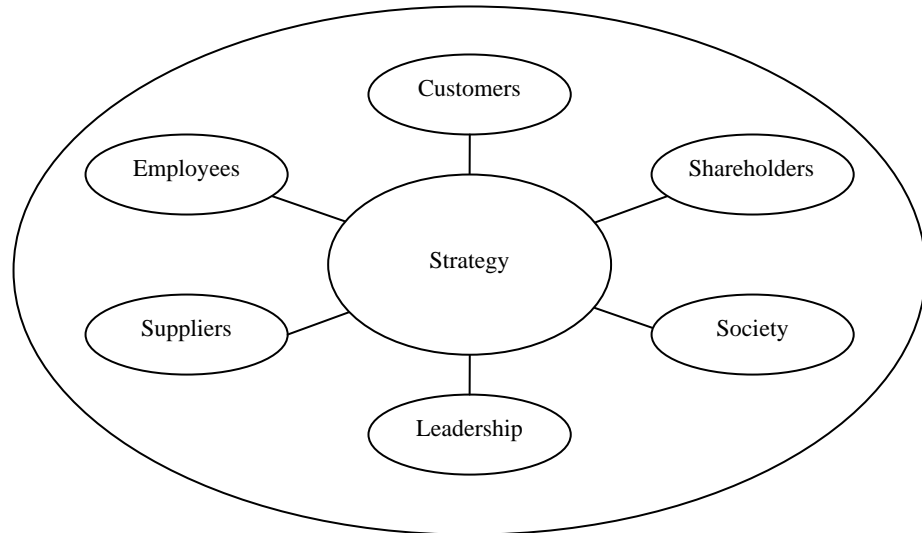 Customers
Employees
Shareholders
Strategy
Suppliers
Society
Leadership